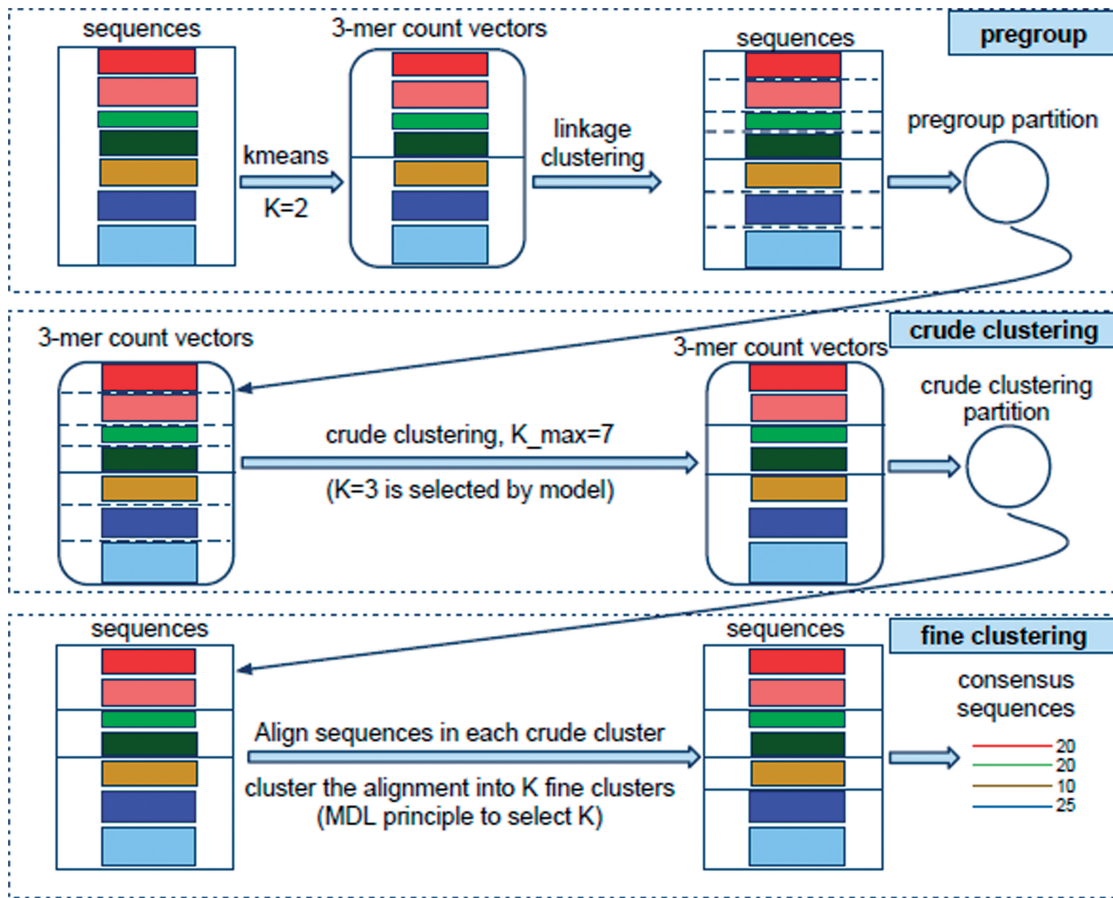 sequences
3-mer count vectors
sequences
pregroup
kmeans
K=2
linkage
clustering
pregroup partition
3-mer count vectors
3-mer count vectors
crude clustering
crude clustering, K_max=7
(K=3 is selected by model)
crude clustering
partition
sequences
sequences
fine clustering
Align sequences in each crude cluster
cluster the alignment into K fine clusters
(MDL principle to select K)
consensus
sequences
20
20
10
25